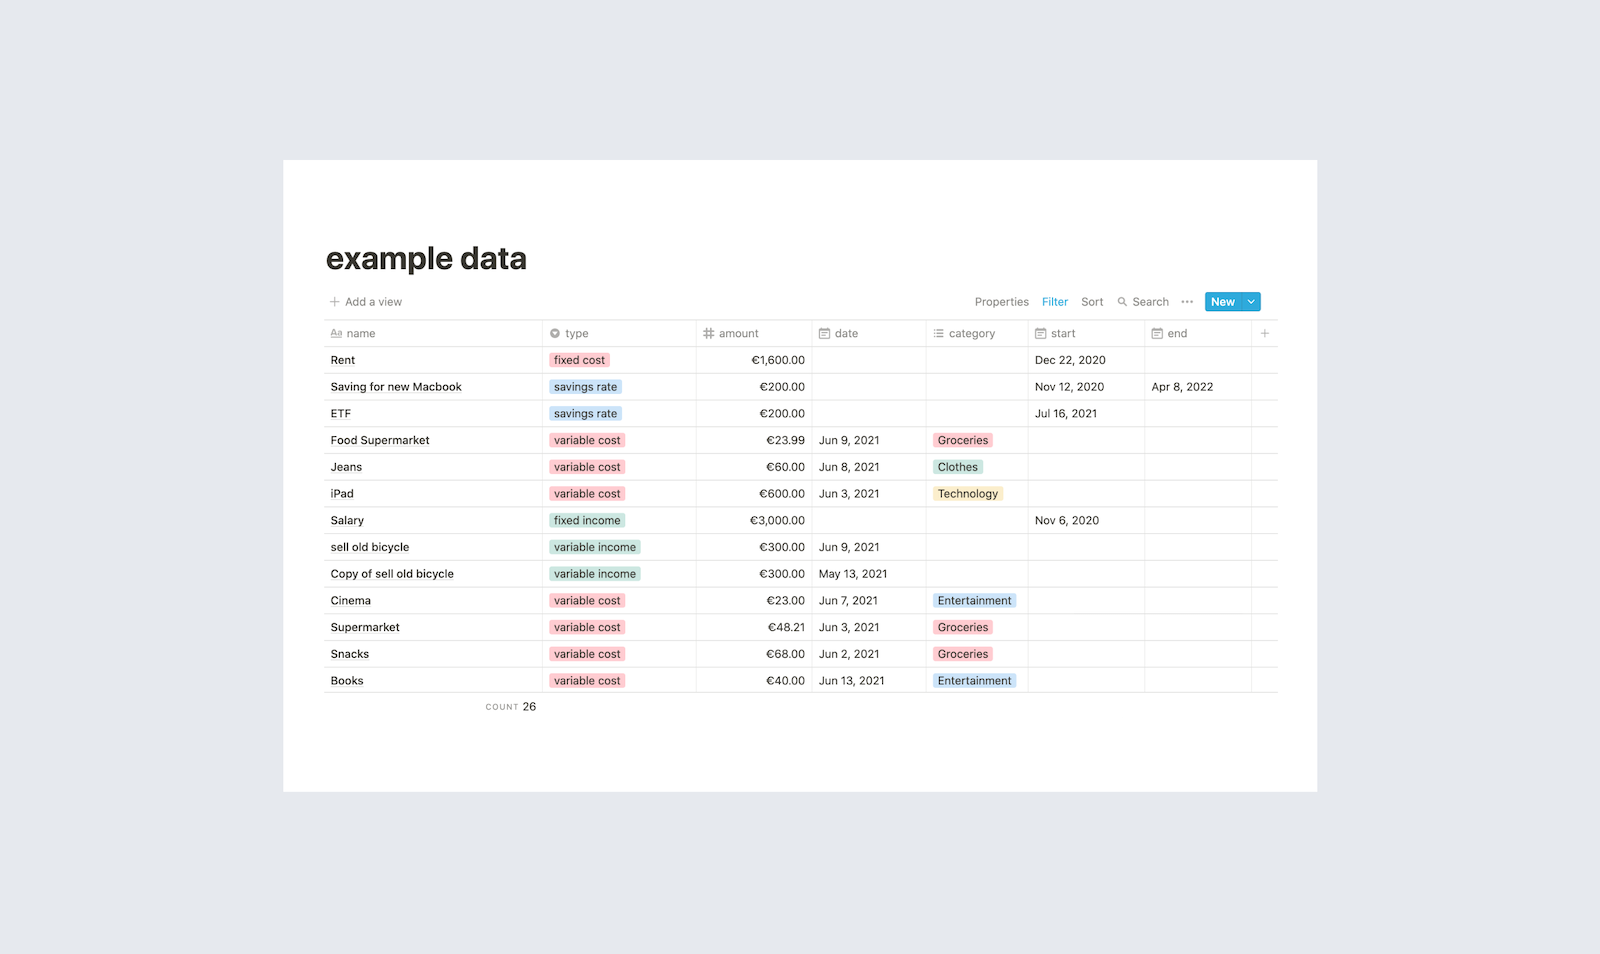 example data
Add a view Properties Filter Sort Search ··· New
Aa name type # amount date category start end +
Rent fixed cost €1,600.00 Dec 22, 2020
Saving for new Macbook savings rate €200.00 Nov 12, 2020 Apr 8, 2022
ETF savings rate €200.00 Jul 16, 2021
Food Supermarket variable cost €23.99 Jun 9, 2021 Groceries
Jeans variable cost €60.00 Jun 8, 2021 Clothes
iPad variable cost €600.00 Jun 3, 2021 Technology
Salary fixed income €3,000.00 Nov 6, 2020
sell old bicycle variable income €300.00 Jun 9, 2021
Copy of sell old bicycle variable income €300.00 May 13, 2021
Cinema variable cost €23.00 Jun 7, 2021 Entertainment
Supermarket variable cost €48.21 Jun 3, 2021 Groceries
Snacks variable cost €68.00 Jun 2, 2021 Groceries
Books variable cost €40.00 Jun 13, 2021 Entertainment
COUNT 26